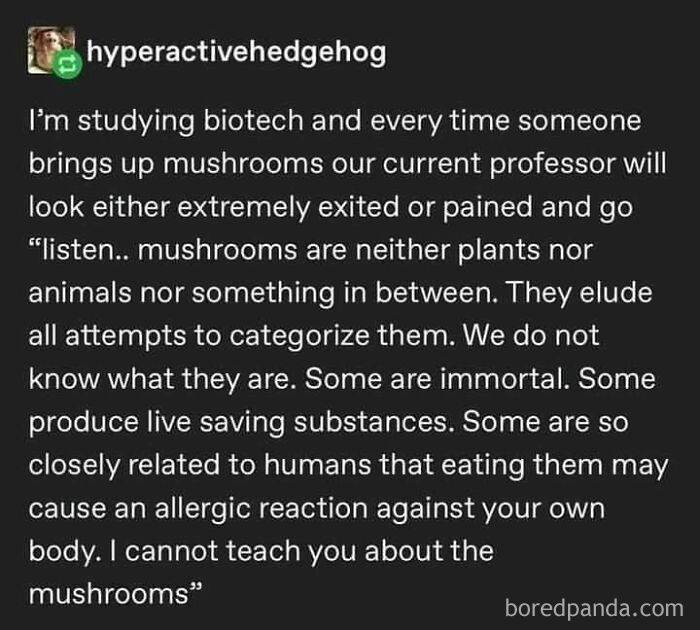 hyperactivehedgehog
I'm studying biotech and every time someone
brings up mushrooms our current professor will
look either extremely exited or pained and go
“listen.. mushrooms are neither plants nor
animals nor something in between. They elude
all attempts to categorize them. We do not
know what they are. Some are immortal. Some
produce live saving substances. Some are so
closely related to humans that eating them may
cause an allergic reaction against your own
body. I cannot teach you about the
mushrooms”
boredpanda.com